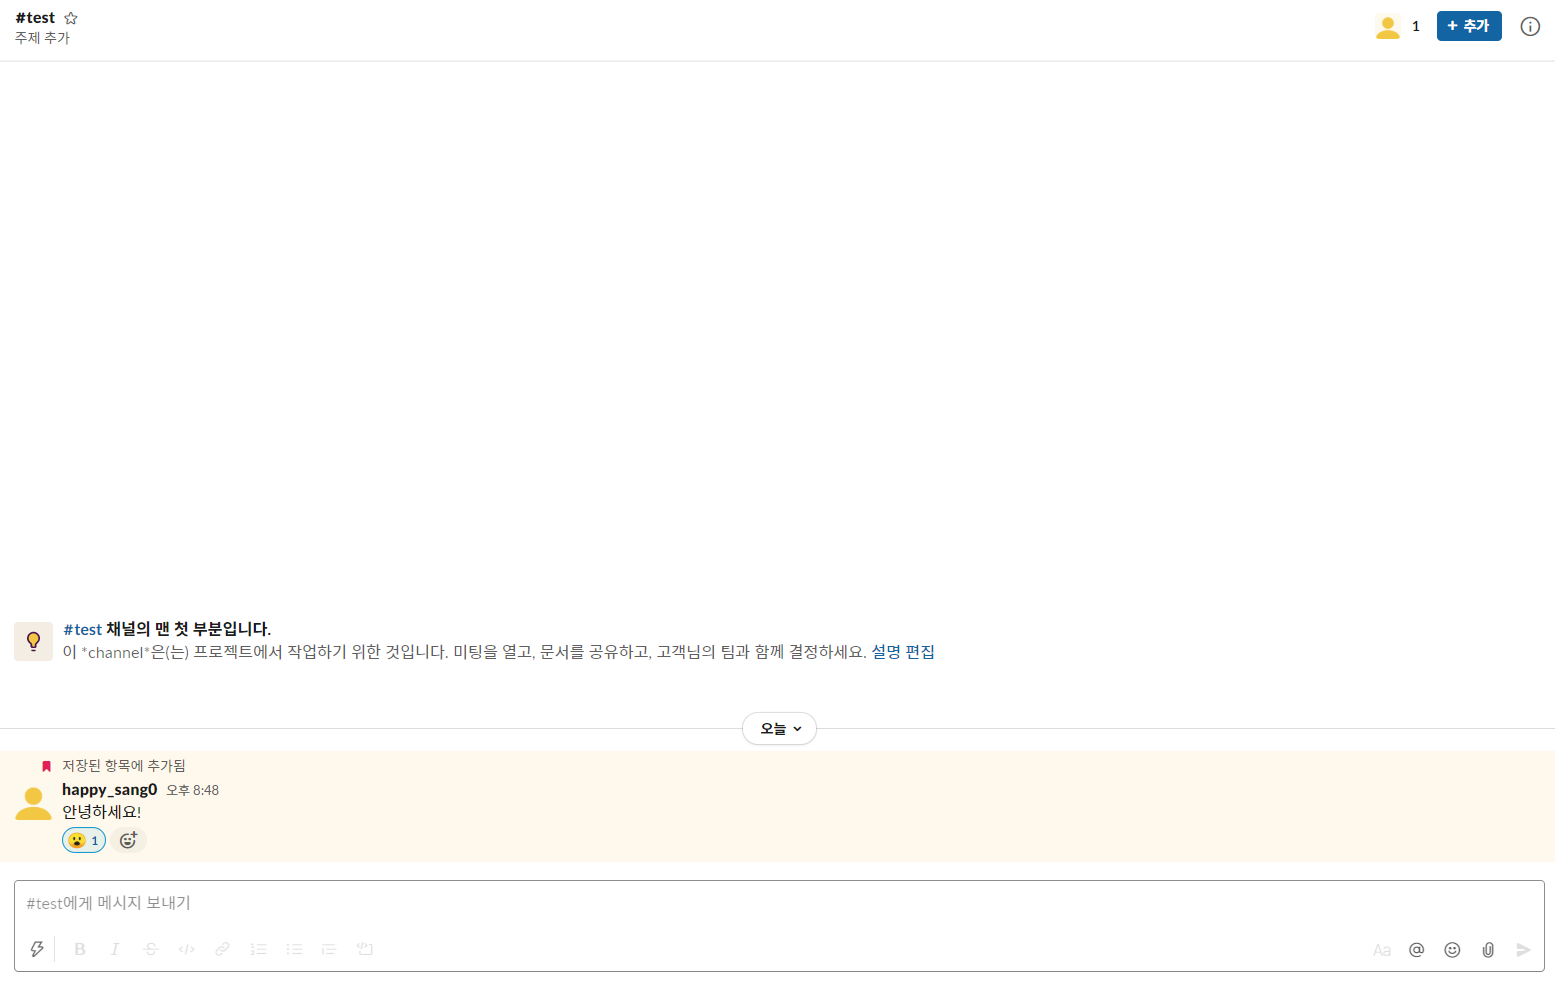 #test
주제 추가
1
+ 추가
#test 채널의 맨 첫 부분입니다.
이 *channel*은(는) 프로젝트에서 작업하기 위한 것입니다. 미팅을 열고, 문서를 공유하고, 고객님의 팀과 함께 결정하세요. 설명 편집
오늘
저장된 항목에 추가됨
happy_sang0 오후 8:48
안녕하세요!
1
#test에게 메시지 보내기
B I S </>
Aa @